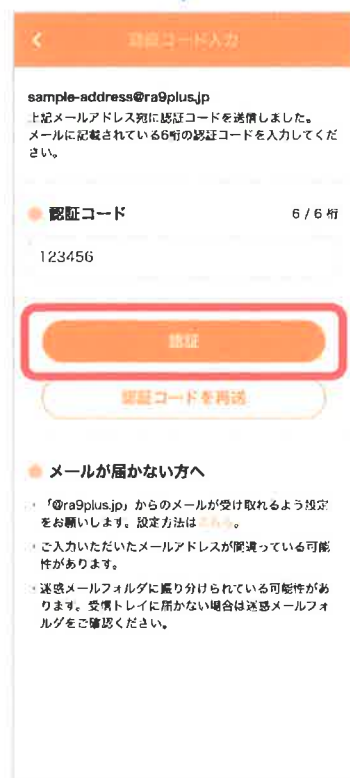 認証コード入力
sample-address@ra9plus.jp
上記メールアドレス宛に認証コードを送信しました。
メールに記載されている6桁の認証コードを入力してくだ
さい。
認証コード
6 / 6 桁
123456
認証
認証コードを再送
メールが届かない方へ
「@ra9plus.jp」からのメールが受け取れるよう設定
をお願いします。設定方法はこちら。
ご入力いただいたメールアドレスが間違っている可能
性があります。
迷惑メールフォルダに振り分けられている可能性があ
ります。受信トレイに届かない場合は迷惑メールフォ
ルダをご確認ください。